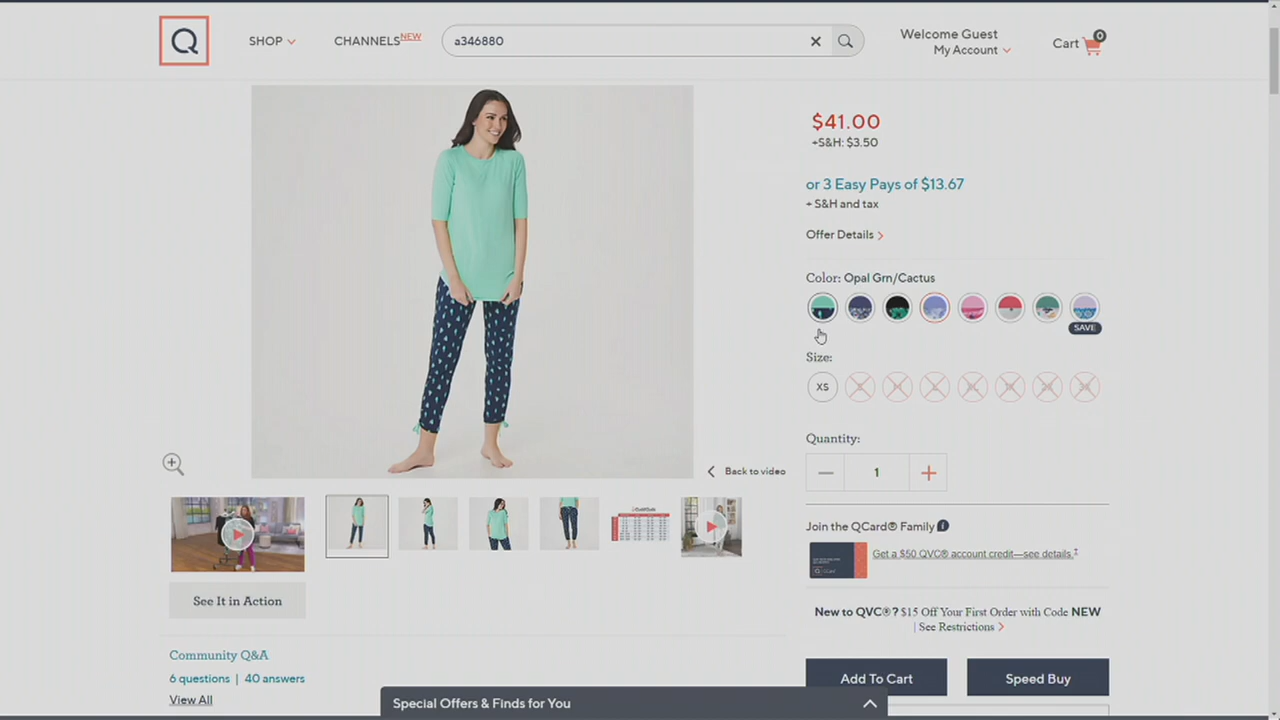 Q
SHOP
CHANNELS NEW
a346880
Welcome Guest
My Account
Cart
0
$41.00
+S&H: $3.50
or 3 Easy Pays of $13.67
+ S&H and tax
Offer Details
Color: Opal Grn/Cactus
SAVE
Size:
XS
Quantity:
1
Back to video
Join the QCard® Family
Get a $50 QVC® account credit—see details.‡
New to QVC®? $15 Off Your First Order with Code NEW
| See Restrictions
See It in Action
Community Q&A
6 questions | 40 answers
View All
Add To Cart
Speed Buy
Special Offers & Finds for You